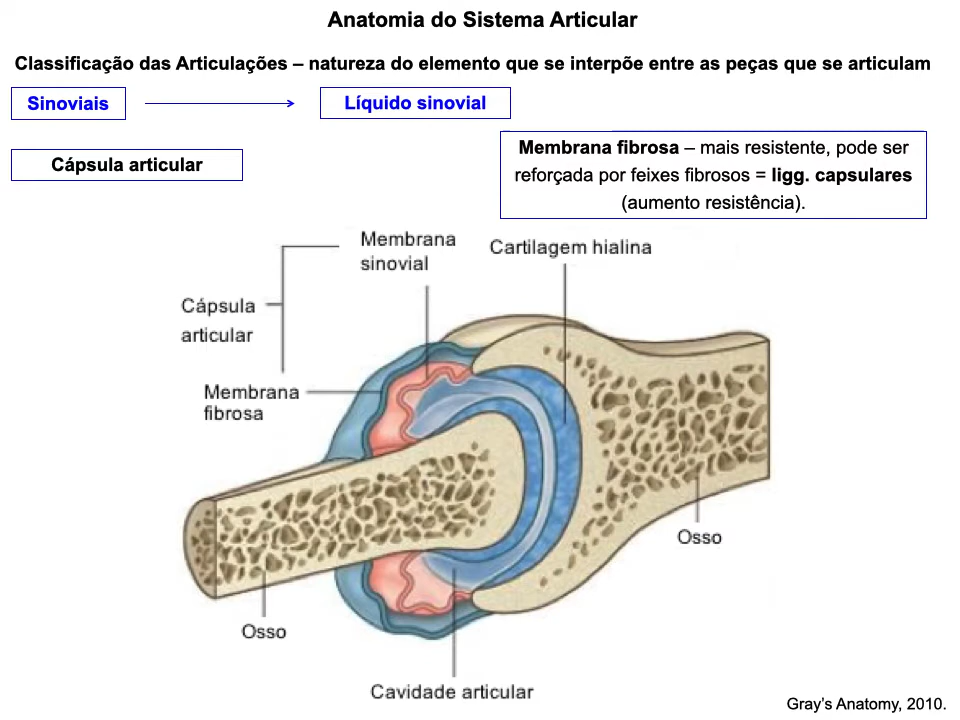 Anatomia do Sistema Articular
Classificação das Articulações – natureza do elemento que se interpõe entre as peças que se articulam
Sinoviais
Líquido sinovial
Cápsula articular
Membrana fibrosa – mais resistente, pode ser
reforçada por feixes fibrosos = ligg. capsulares
(aumento resistência).
Membrana
sinovial
Cartilagem hialina
Cápsula
articular
Membrana
fibrosa
Osso
Osso
Cavidade articular
Gray's Anatomy, 2010.